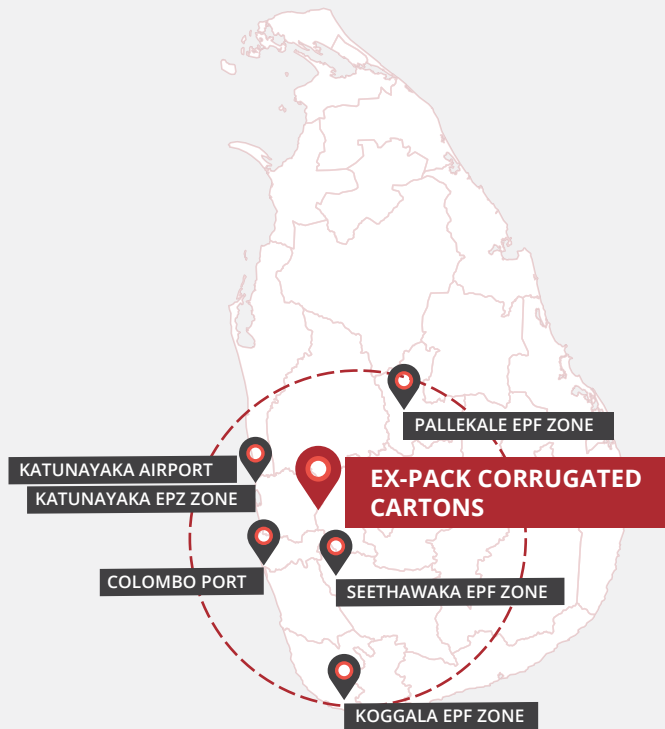 PALLEKALE EPF ZONE
KATUNAYAKA AIRPORT
KATUNAYAKA EPZ ZONE
EX-PACK CORRUGATED
CARTONS
COLOMBO PORT
SEETHAWAKA EPF ZONE
KOGGALA EPF ZONE